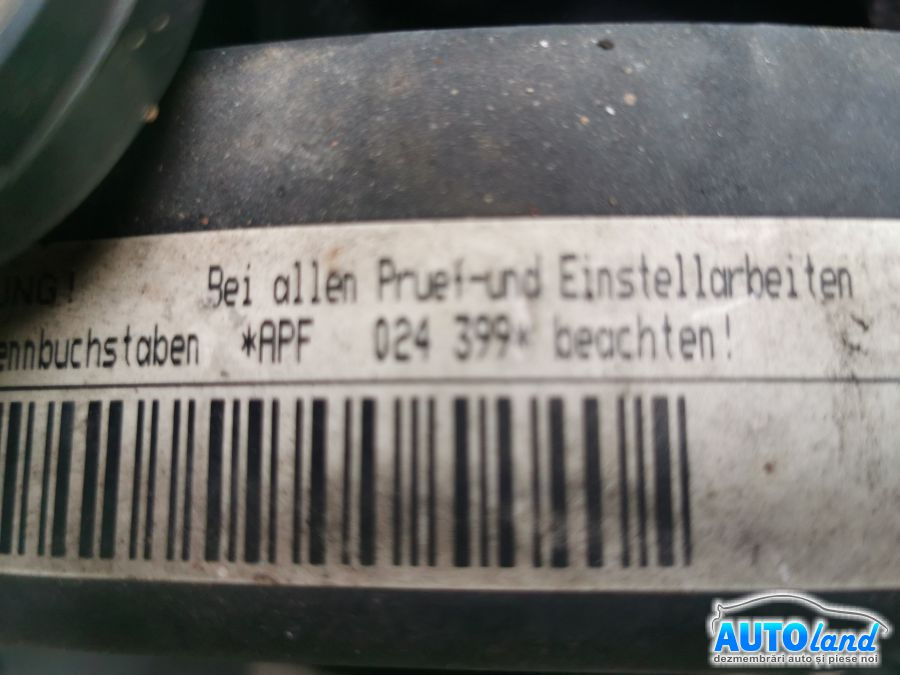 UNG! Bei allen Pruef-und Einstellarbeiten
ennbuchstaben *APF 024 399* beachten!
AUTOland
dezmembrări auto și piese noi